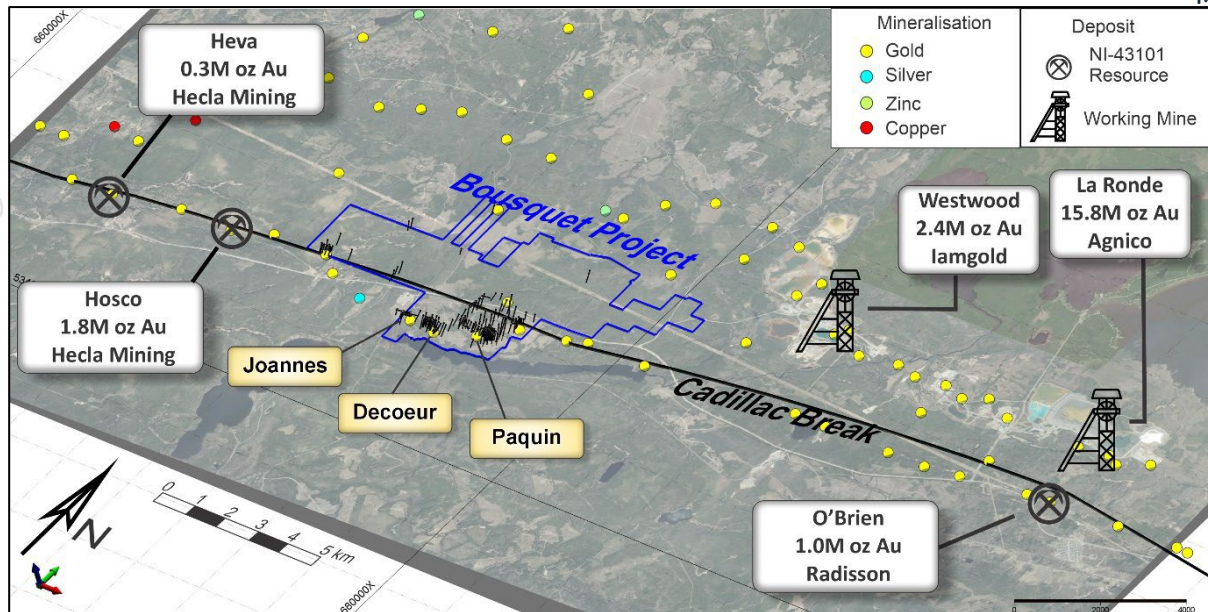 660000X
Heva
0.3M oz Au
Hecla Mining
Mineralisation
Gold
Silver
Zinc
Copper
Deposit
NI-43101
Resource
Working Mine
Bousquet Project
Westwood
2.4M oz Au
Iamgold
La Ronde
15.8M oz Au
Agnico
Hosco
1.8M oz Au
Hecla Mining
Joannes
Decoeur
Paquin
Cadillac Break
O'Brien
1.0M oz Au
Radisson
N
0 1 2 3 4 5 km
680000X
0 2000 4000